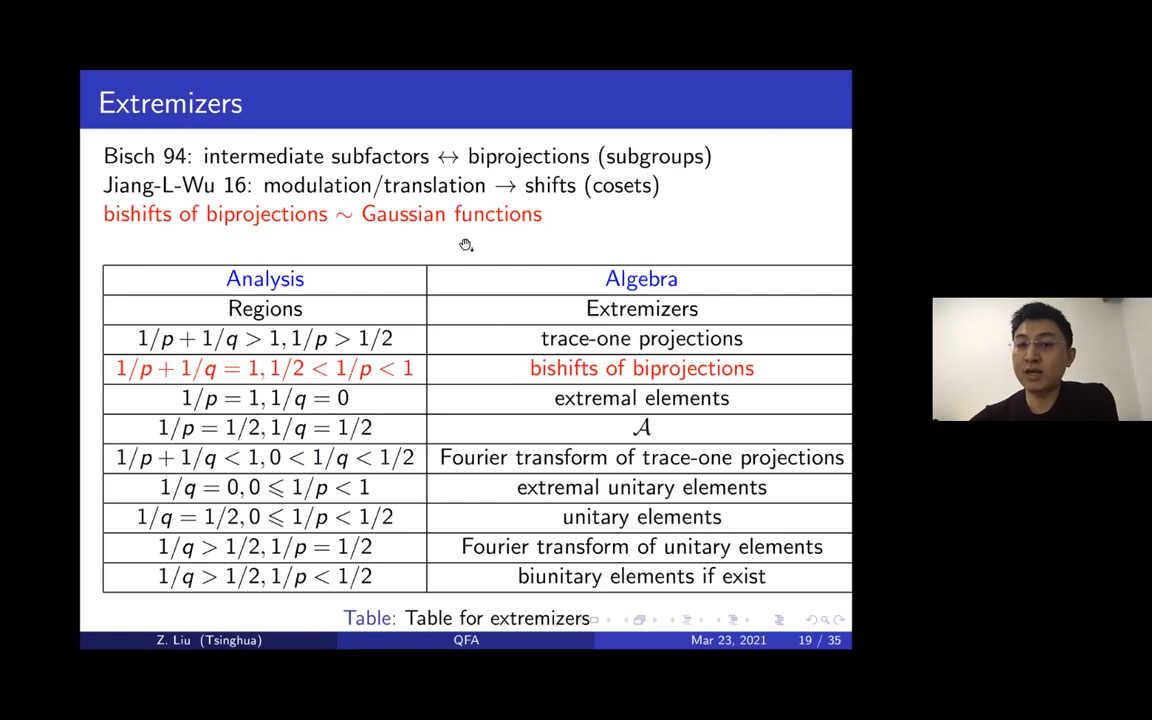 Extremizers
Bisch 94: intermediate subfactors ↔ biprojections (subgroups)
Jiang-L-Wu 16: modulation/translation → shifts (cosets)
bishifts of biprojections ∼ Gaussian functions
Analysis Algebra
Regions Extremizers
1/p + 1/q > 1, 1/p > 1/2 trace-one projections
1/p + 1/q = 1, 1/2 < 1/p < 1 bishifts of biprojections
1/p = 1, 1/q = 0 extremal elements
1/p = 1/2, 1/q = 1/2 𝒜
1/p + 1/q < 1, 0 < 1/q < 1/2 Fourier transform of trace-one projections
1/q = 0, 0 ⩽ 1/p < 1 extremal unitary elements
1/q = 1/2, 0 ⩽ 1/p < 1/2 unitary elements
1/q > 1/2, 1/p = 1/2 Fourier transform of unitary elements
1/q > 1/2, 1/p < 1/2 biunitary elements if exist
Table: Table for extremizers
Z. Liu (Tsinghua) QFA Mar 23, 2021 19 / 35